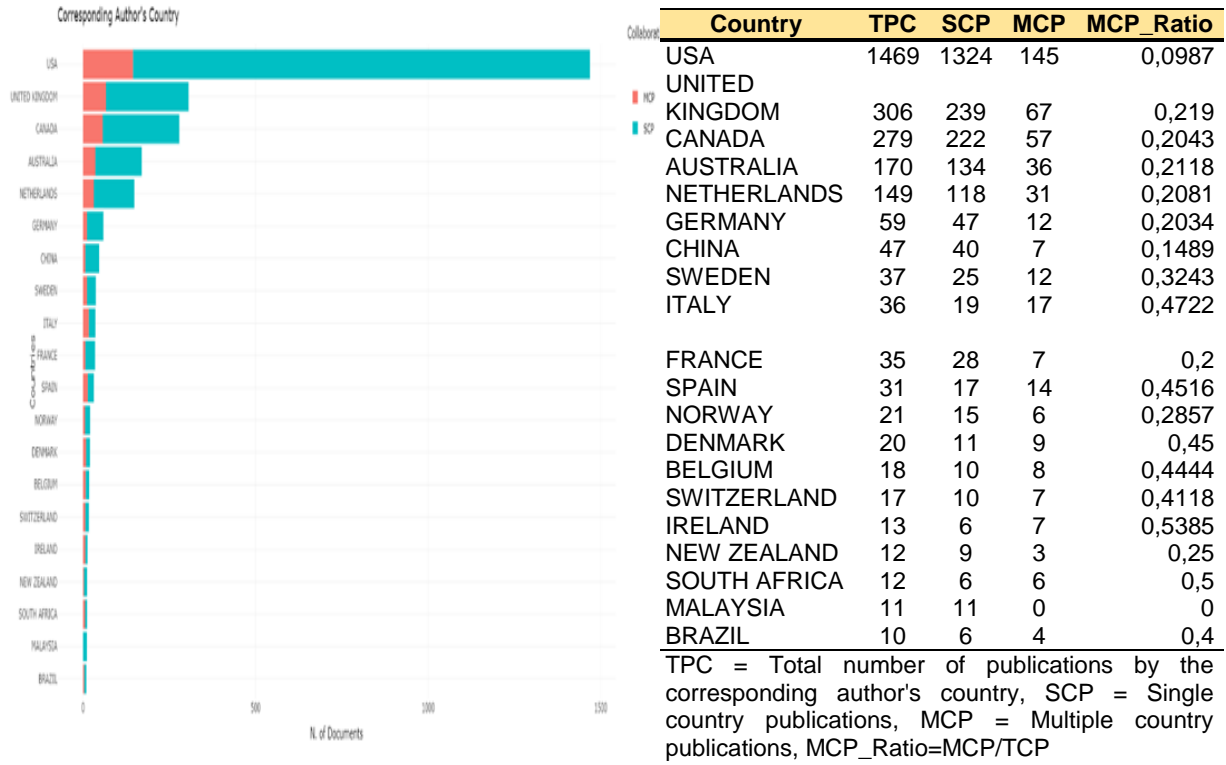 Corresponding Author's Country
Collaborat
MCP
SCP
USA
UNITED KINGDOM
CANADA
AUSTRALIA
NETHERLANDS
GERMANY
CHINA
SWEDEN
ITALY
FRANCE
SPAIN
NORWAY
DENMARK
BELGIUM
SWITZERLAND
IRELAND
NEW ZEALAND
SOUTH AFRICA
MALAYSIA
BRAZIL
Countries
0 500 1000 1500
N. of Documents
Country TPC SCP MCP MCP_Ratio
USA 1469 1324 145 0,0987
UNITED
KINGDOM 306 239 67 0,219
CANADA 279 222 57 0,2043
AUSTRALIA 170 134 36 0,2118
NETHERLANDS 149 118 31 0,2081
GERMANY 59 47 12 0,2034
CHINA 47 40 7 0,1489
SWEDEN 37 25 12 0,3243
ITALY 36 19 17 0,4722
FRANCE 35 28 7 0,2
SPAIN 31 17 14 0,4516
NORWAY 21 15 6 0,2857
DENMARK 20 11 9 0,45
BELGIUM 18 10 8 0,4444
SWITZERLAND 17 10 7 0,4118
IRELAND 13 6 7 0,5385
NEW ZEALAND 12 9 3 0,25
SOUTH AFRICA 12 6 6 0,5
MALAYSIA 11 11 0 0
BRAZIL 10 6 4 0,4
TPC = Total number of publications by the
corresponding author's country, SCP = Single
country publications, MCP = Multiple country
publications, MCP_Ratio=MCP/TCP